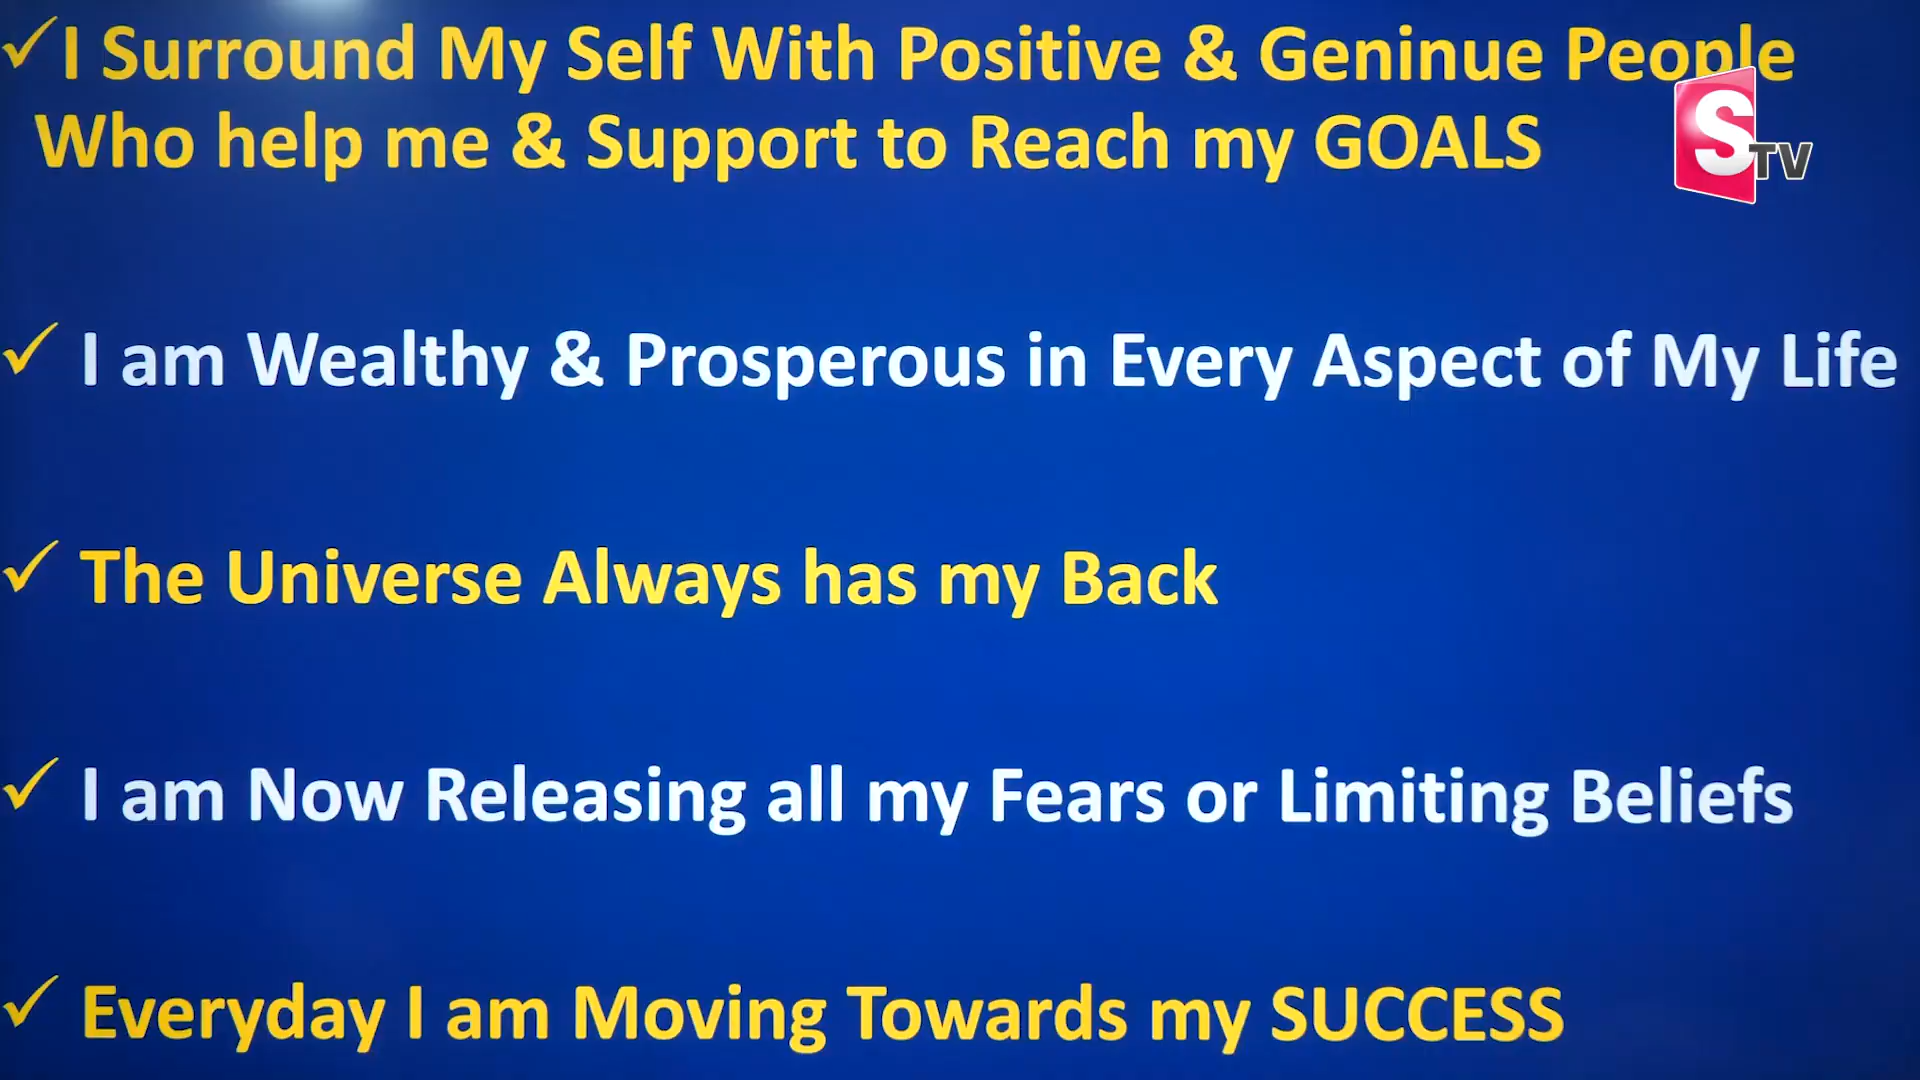 ✓I Surround My Self With Positive & Geninue People
Who help me & Support to Reach my GOALS
STV
✓ I am Wealthy & Prosperous in Every Aspect of My Life
✓ The Universe Always has my Back
✓ I am Now Releasing all my Fears or Limiting Beliefs
✓ Everyday I am Moving Towards my SUCCESS